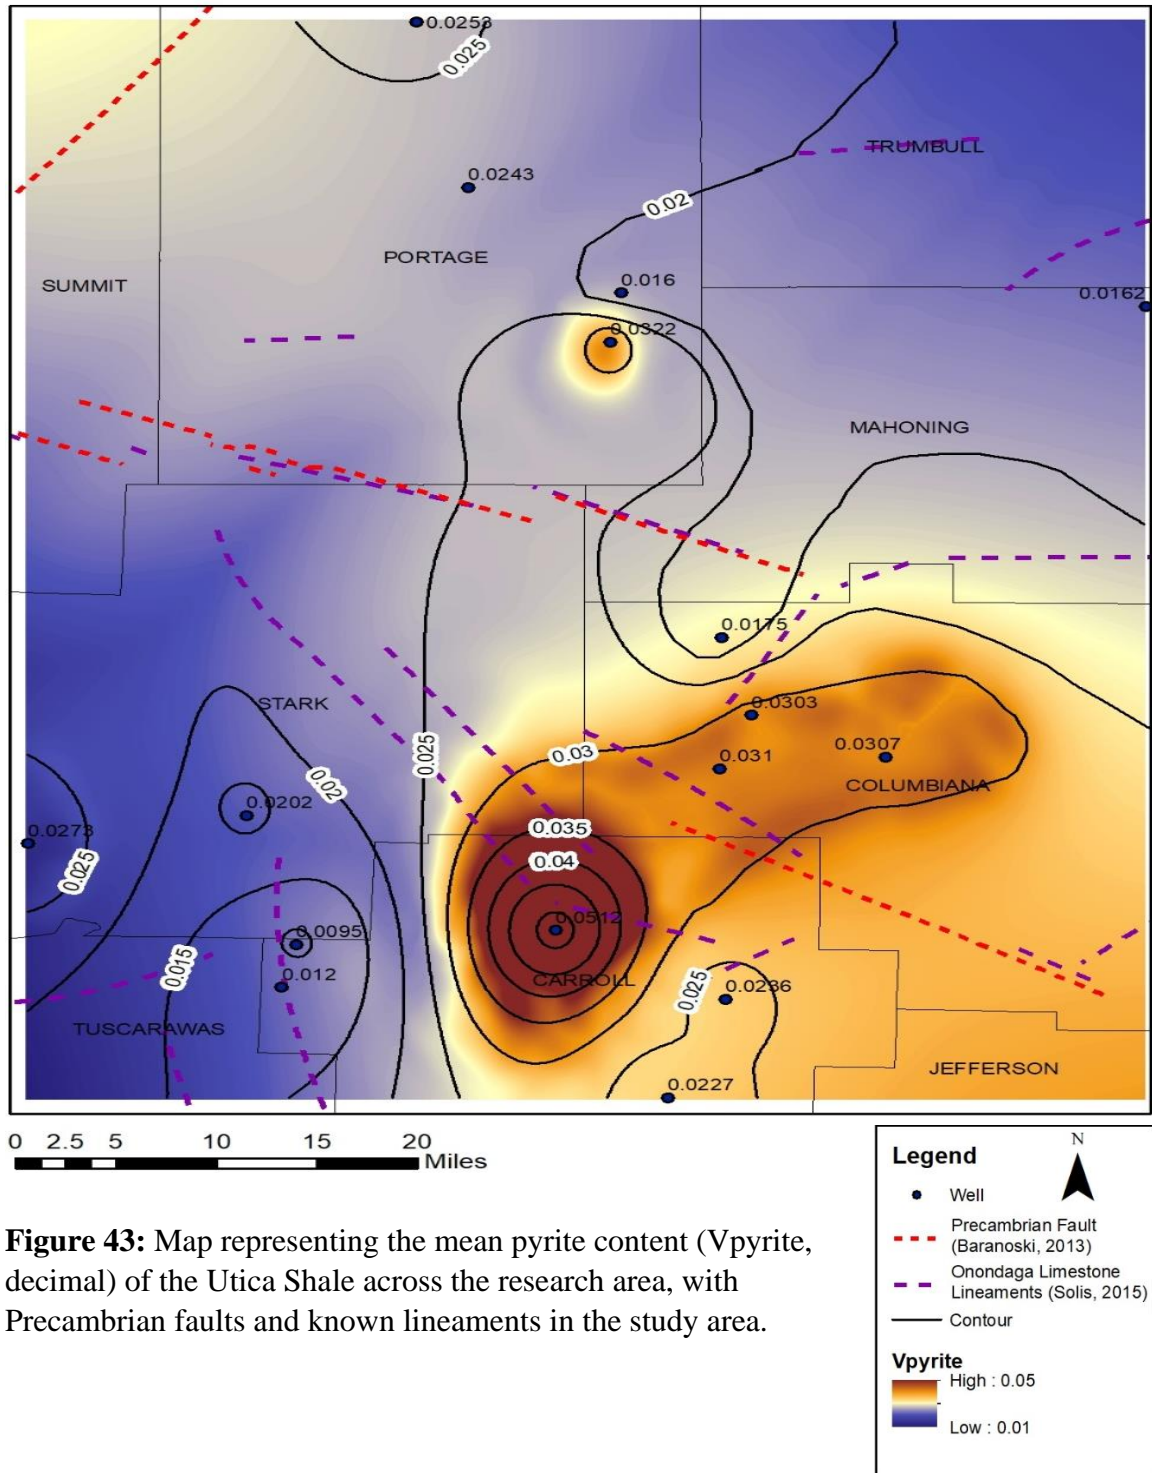 0.0253
0.025
TRUMBULL
0.0243
0.02
PORTAGE
SUMMIT
0.016
0.0162
0.0322
MAHONING
0.0175
STARK
0.0303
0.025
0.03
0.031
0.0307
0.02
COLUMBIANA
0.0202
0.0273
0.035
0.025
0.04
0.0512
0.0095
0.015
0.012
CARROLL
0.025
0.0236
TUSCARAWAS
JEFFERSON
0.0227
0 2.5 5 10 15 20
Miles
Legend
N
Well
Precambrian Fault
(Baranoski, 2013)
Onondaga Limestone
Lineaments (Solis, 2015)
Contour
Vpyrite
High : 0.05
Low : 0.01
Figure 43: Map representing the mean pyrite content (Vpyrite,
decimal) of the Utica Shale across the research area, with
Precambrian faults and known lineaments in the study area.